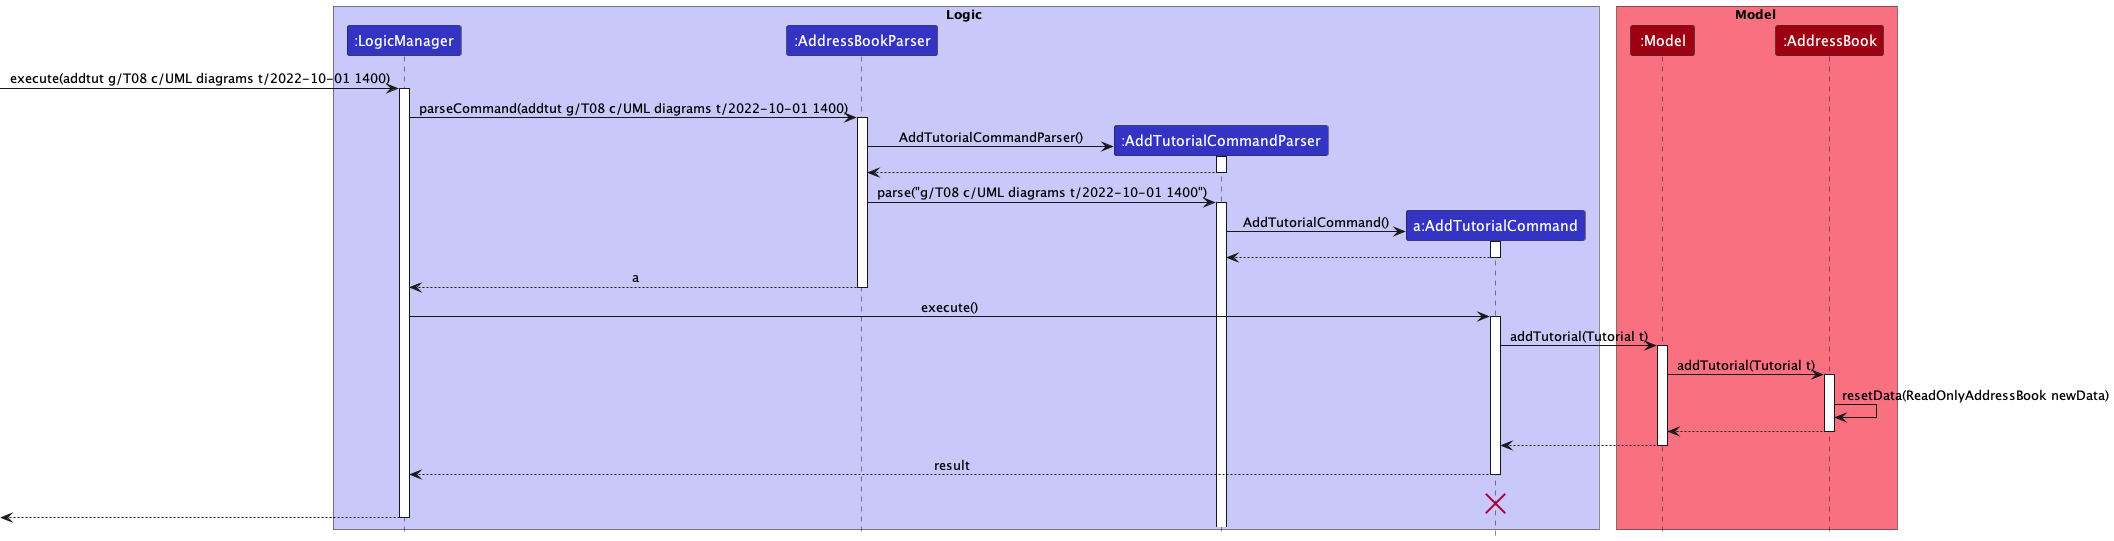 Logic
Model
:LogicManager
:AddressBookParser
:Model
:AddressBook
execute(addtut g/T08 c/UML diagrams t/2022-10-01 1400)
parseCommand(addtut g/T08 c/UML diagrams t/2022-10-01 1400)
AddTutorialCommandParser()
:AddTutorialCommandParser
parse("g/T08 c/UML diagrams t/2022-10-01 1400")
AddTutorialCommand()
a:AddTutorialCommand
a
execute()
addTutorial(Tutorial t)
addTutorial(Tutorial t)
resetData(ReadOnlyAddressBook newData)
result